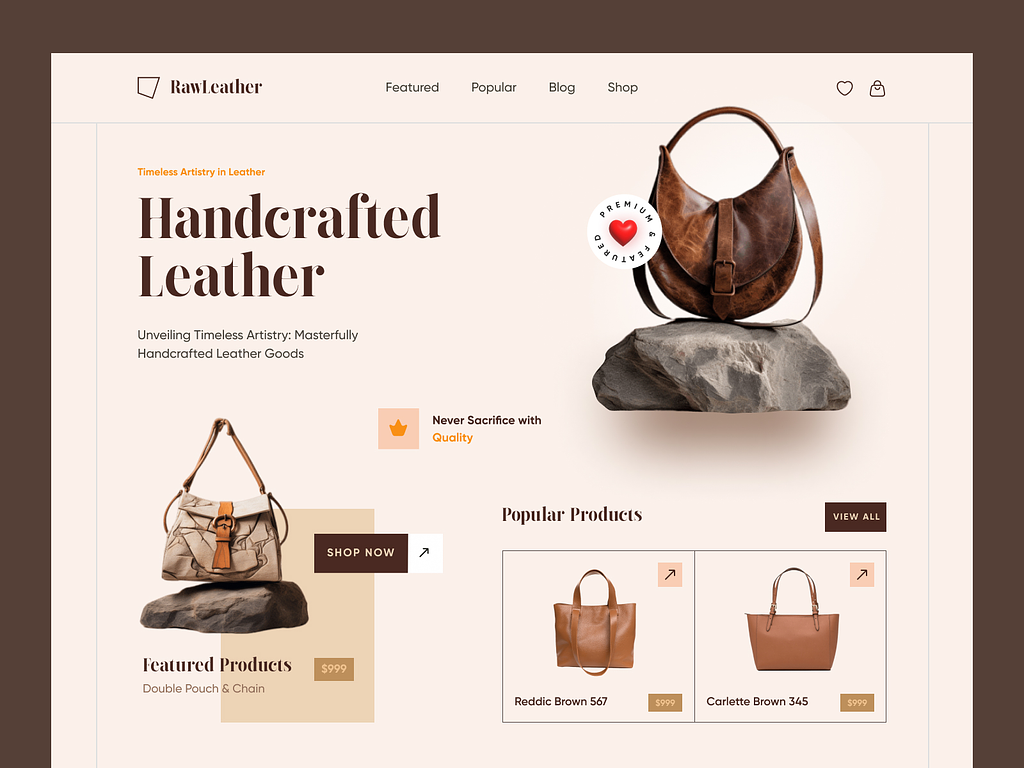 RawLeather
Featured
Popular
Blog
Shop
Timeless Artistry in Leather
Handcrafted
Leather
Unveiling Timeless Artistry: Masterfully
Handcrafted Leather Goods
PREMIUM & FEATURED
Never Sacrifice with
Quality
SHOP NOW
Featured Products
$999
Double Pouch & Chain
Popular Products
VIEW ALL
Reddic Brown 567
$999
Carlette Brown 345
$999